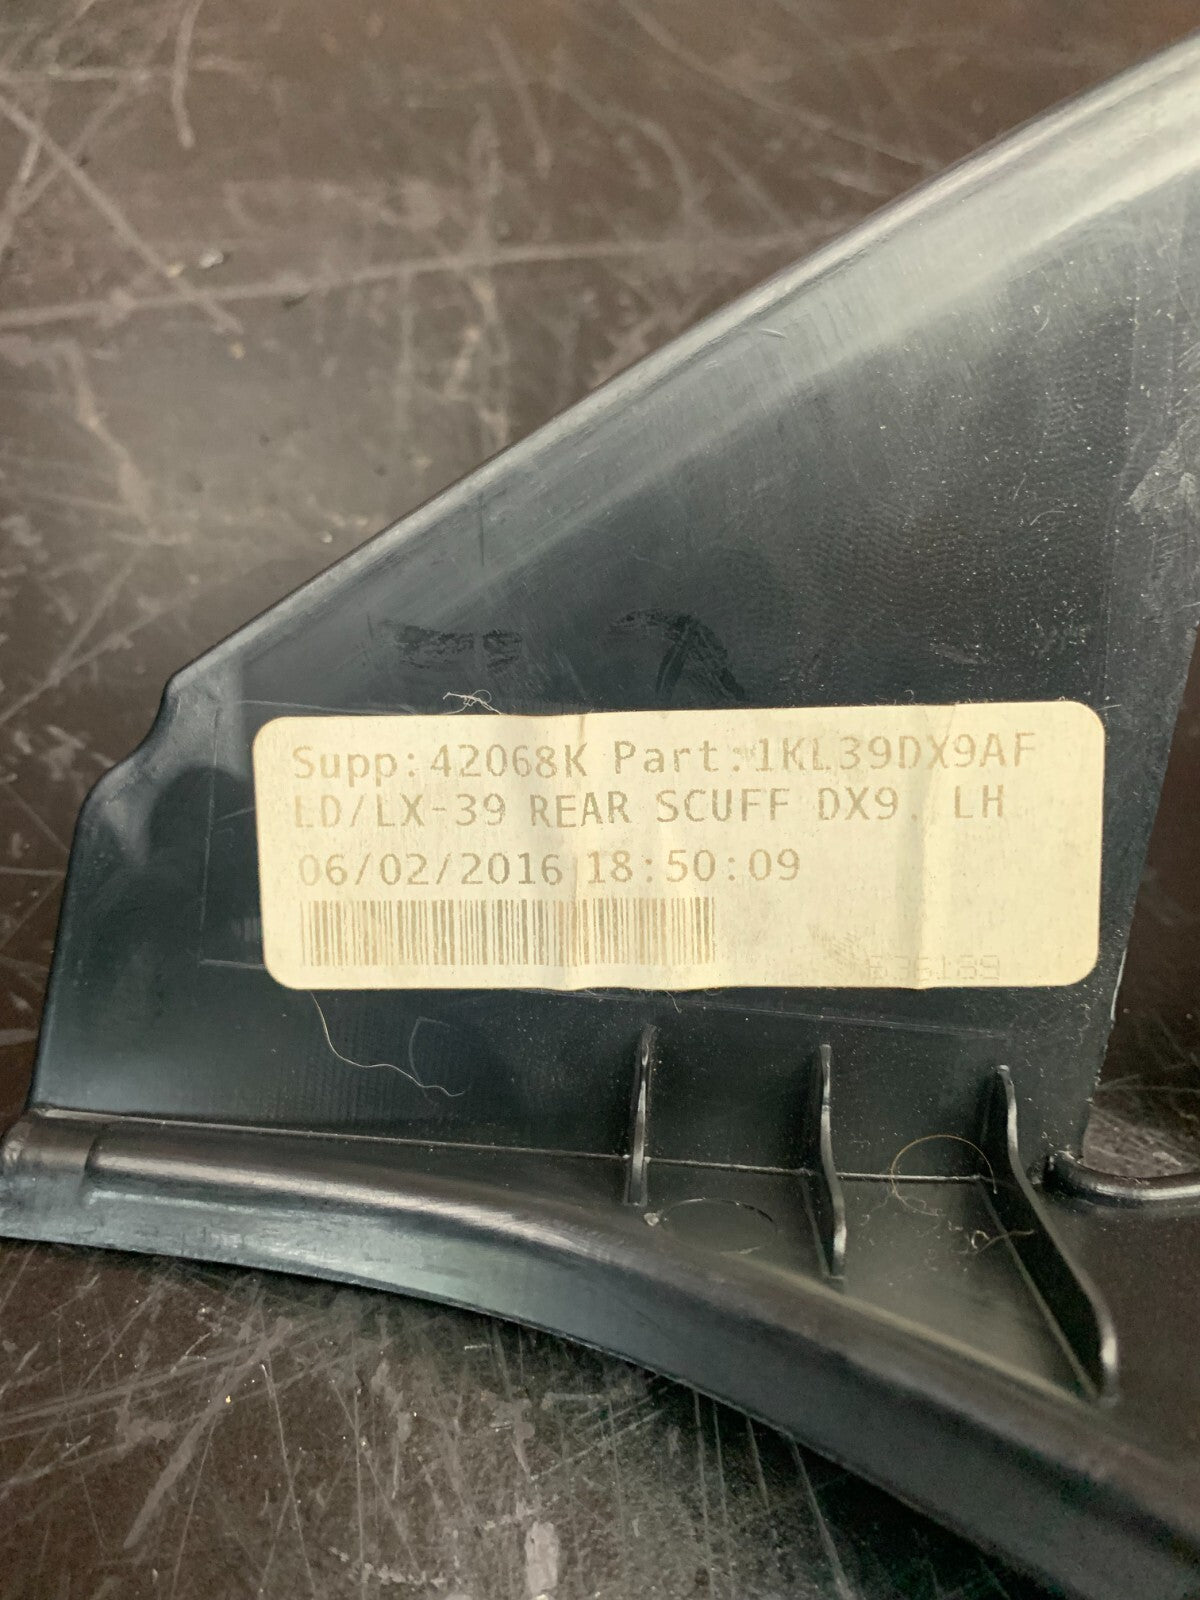 Supp:42068K Part:1KL39DX9AF
LD/LX-39 REAR SCUFF DX9. LH
06/02/2016 18:50:09